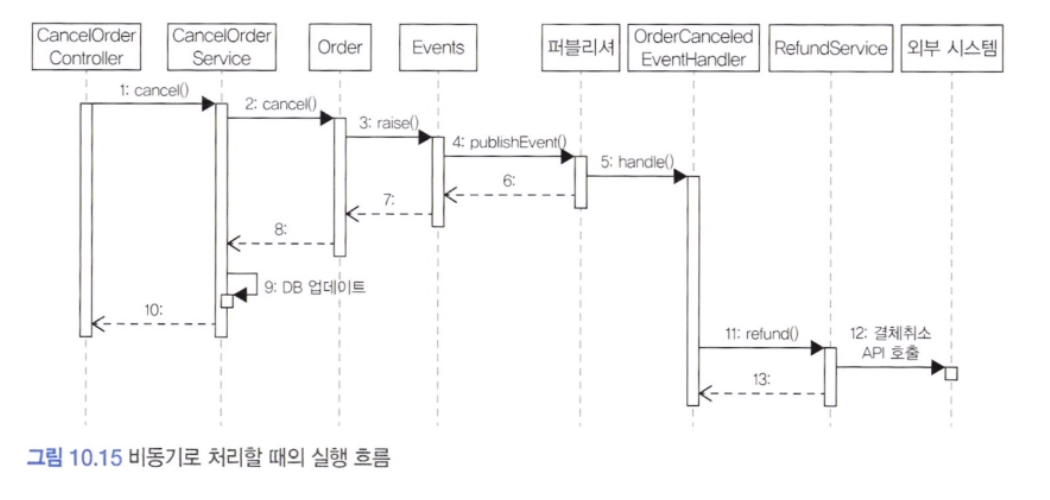 CancelOrder
Controller
CancelOrder
Service
Order
Events
퍼블리셔
OrderCanceled
EventHandler
RefundService
외부 시스템
1: cancel()
2: cancel()
3: raise()
4: publishEvent()
5: handle()
6:
7:
8:
9: DB 업데이트
10:
11: refund()
12: 결체취소
API 호출
13:
그림 10.15 비동기로 처리할 때의 실행 흐름